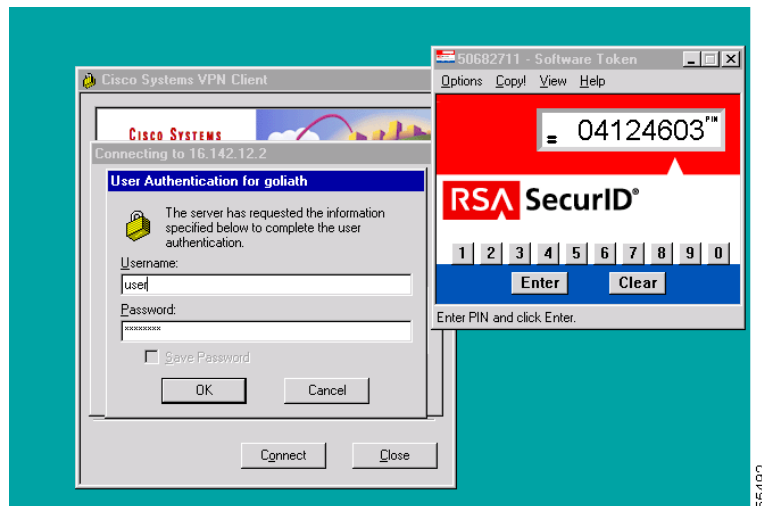 Cisco Systems VPN Client
CISCO SYSTEMS
Connecting to 16.142.12.2
User Authentication for goliath
The server has requested the information
specified below to complete the user
authentication.
Username:
user
Password:
xxxxxxxx
Save Password
OK Cancel
Connect Close
50682711 - Software Token
Options Copy! View Help
04124603 PIN
RSA SecurID®
1 2 3 4 5 6 7 8 9 0
Enter Clear
Enter PIN and click Enter.